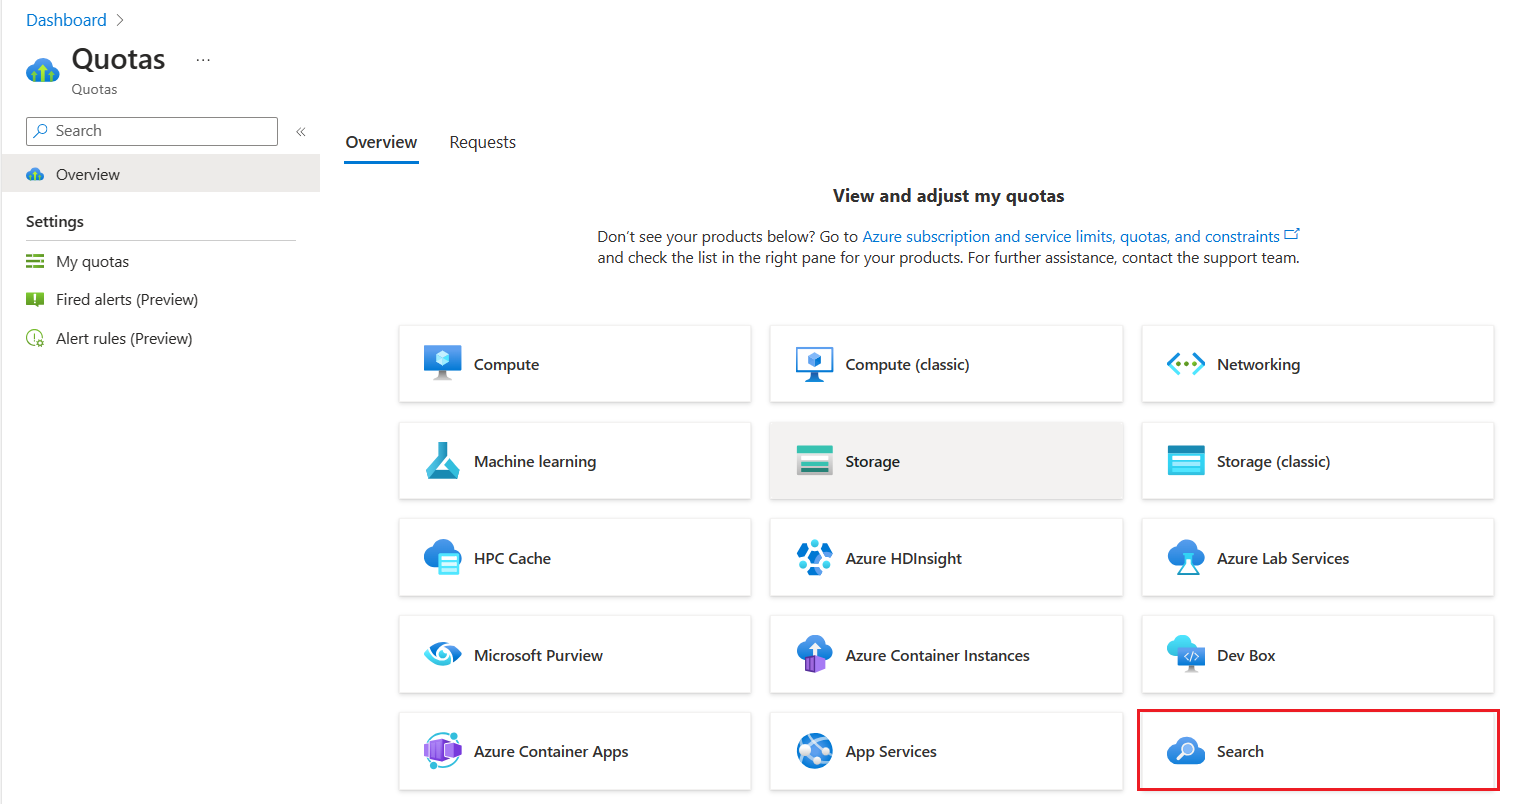 Dashboard
Quotas ...
Quotas
Search
Overview
Settings
My quotas
Fired alerts (Preview)
Alert rules (Preview)
Overview Requests
View and adjust my quotas
Don't see your products below? Go to Azure subscription and service limits, quotas, and constraints
and check the list in the right pane for your products. For further assistance, contact the support team.
Compute Compute (classic) Networking
Machine learning Storage Storage (classic)
HPC Cache Azure HDInsight Azure Lab Services
Microsoft Purview Azure Container Instances Dev Box
Azure Container Apps App Services Search